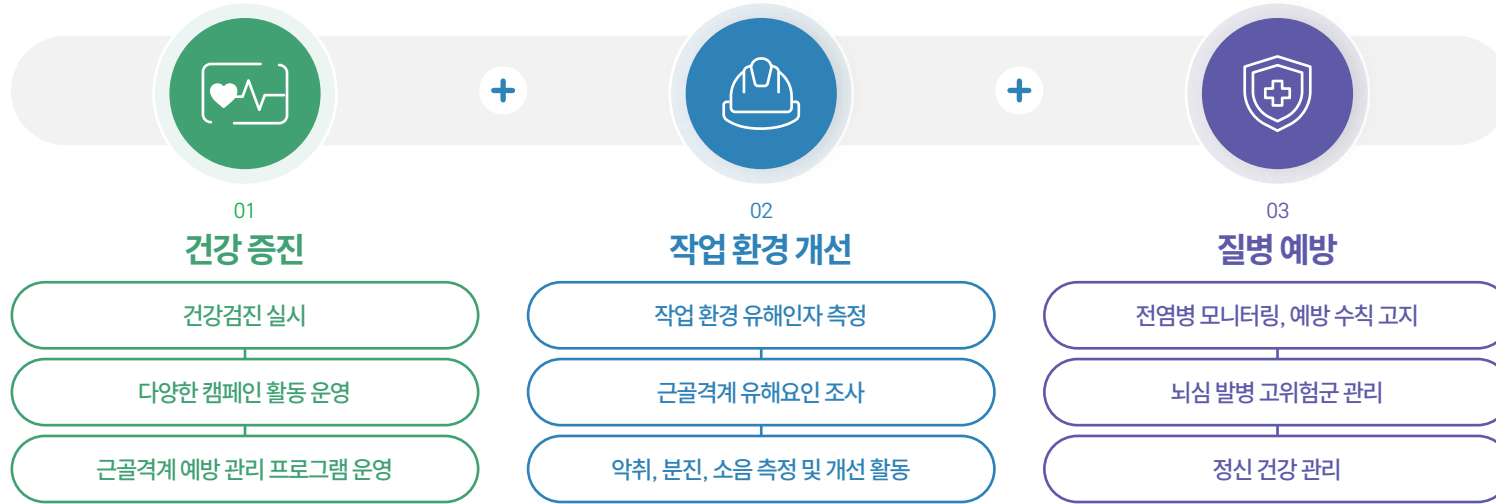 01
건강 증진
건강검진 실시
다양한 캠페인 활동 운영
근골격계 예방 관리 프로그램 운영
02
작업 환경 개선
작업 환경 유해인자 측정
근골격계 유해요인 조사
악취, 분진, 소음 측정 및 개선 활동
03
질병 예방
전염병 모니터링, 예방 수칙 고지
뇌심 발병 고위험군 관리
정신 건강 관리